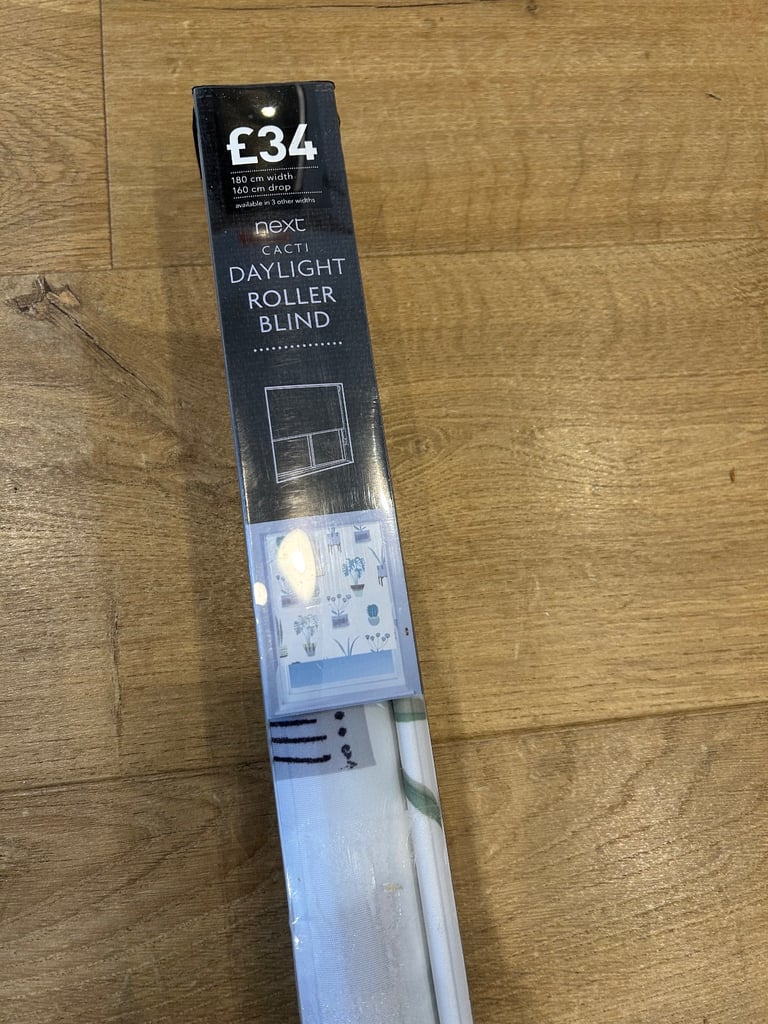 £34
180 cm width
160 cm drop
available in 3 other widths
next
CACTI
DAYLIGHT
ROLLER
BLIND